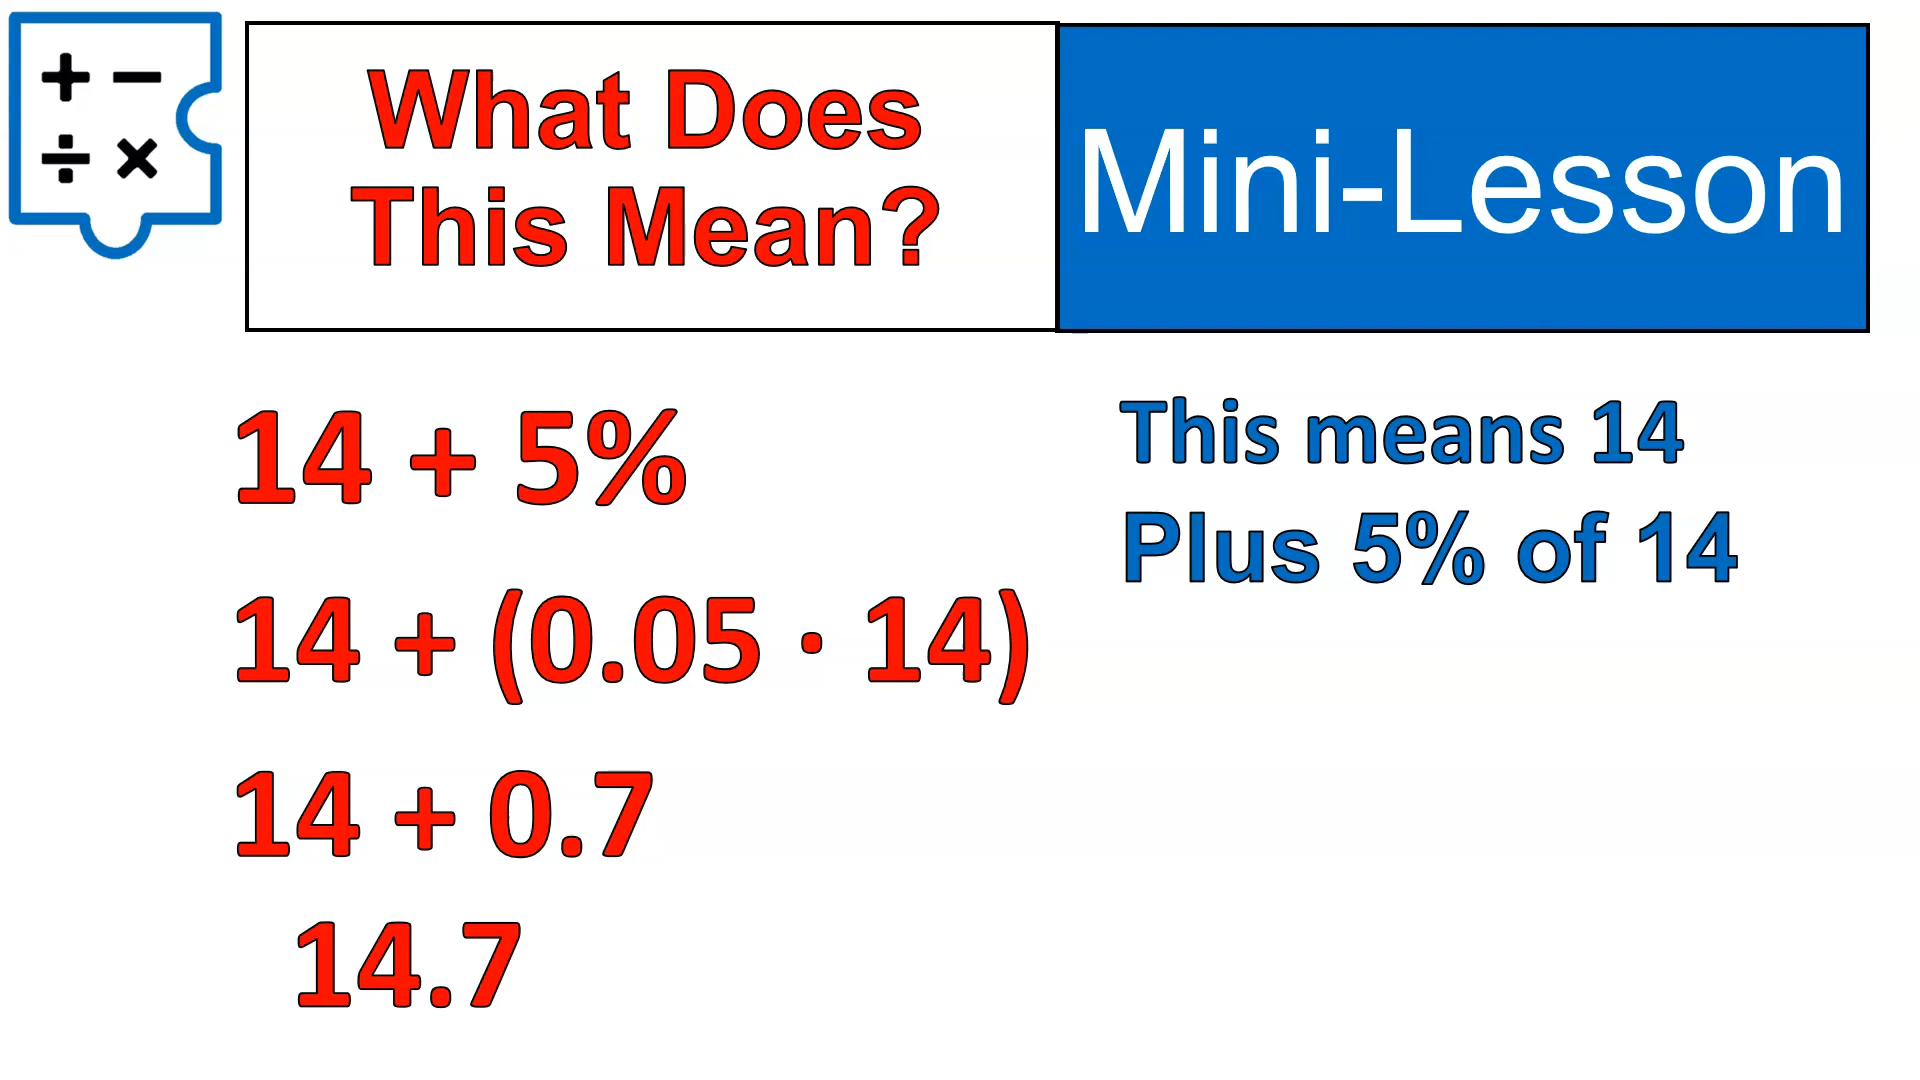 + −
÷ ×
What Does
This Mean?
Mini-Lesson
14 + 5%
14 + (0.05 · 14)
14 + 0.7
14.7
This means 14
Plus 5% of 14